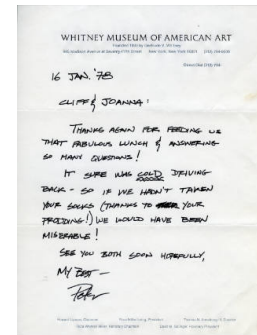 WHITNEY MUSEUM OF AMERICAN ART
16 JAN. '78
CLIFF & JOANNA:
THANKS AGAIN FOR FEEDING US
THAT FABULOUS LUNCH & ANSWERING
SO MANY QUESTIONS!
IT SURE WAS COLD DRIVING
BACK - SO IF WE HADN'T TAKEN
YOUR SOCKS (THANKS TO YOUR
PRODDING!) WE WOULD HAVE BEEN
MISERABLE!
SEE YOU BOTH SOON HOPEFULLY,
MY BEST -